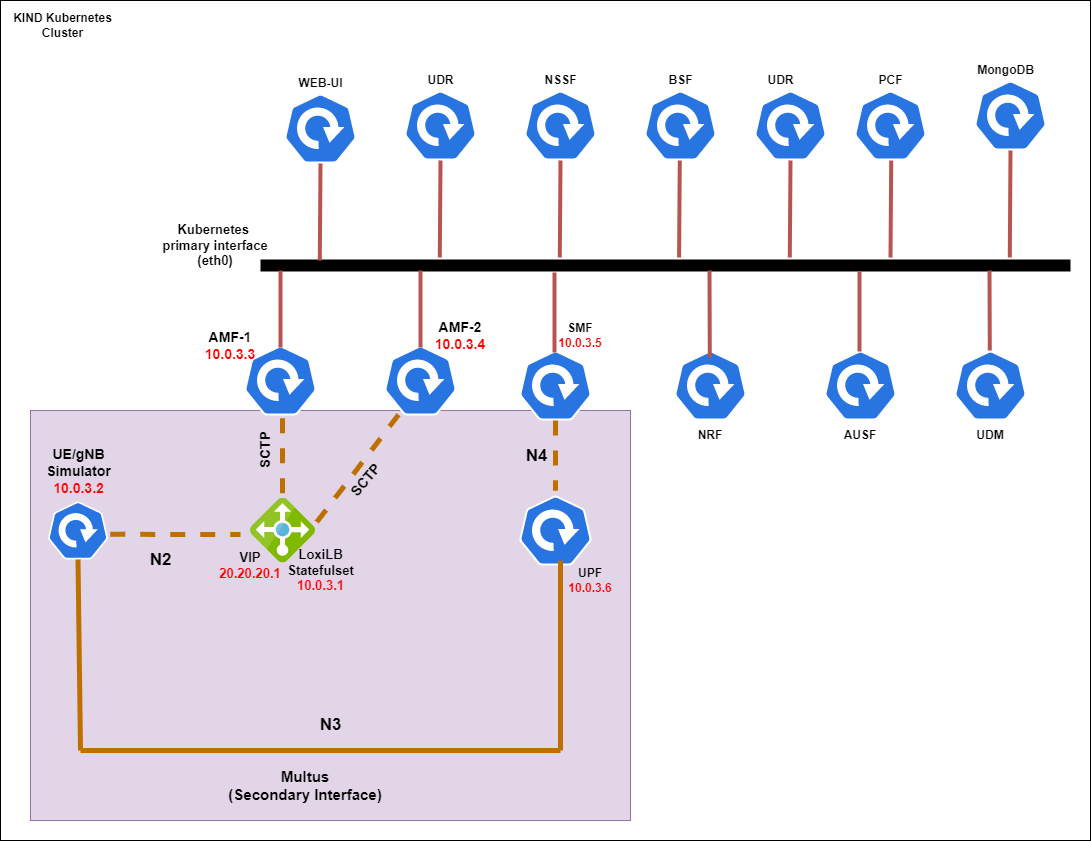 KIND Kubernetes
Cluster
WEB-UI
UDR
NSSF
BSF
UDR
PCF
MongoDB
Kubernetes
primary interface
(eth0)
AMF-1
10.0.3.3
AMF-2
10.0.3.4
SMF
10.0.3.5
NRF
AUSF
UDM
SCTP
SCTP
N4
UE/gNB
Simulator
10.0.3.2
N2
VIP
20.20.20.1
LoxiLB
Statefulset
10.0.3.1
UPF
10.0.3.6
N3
Multus
(Secondary Interface)